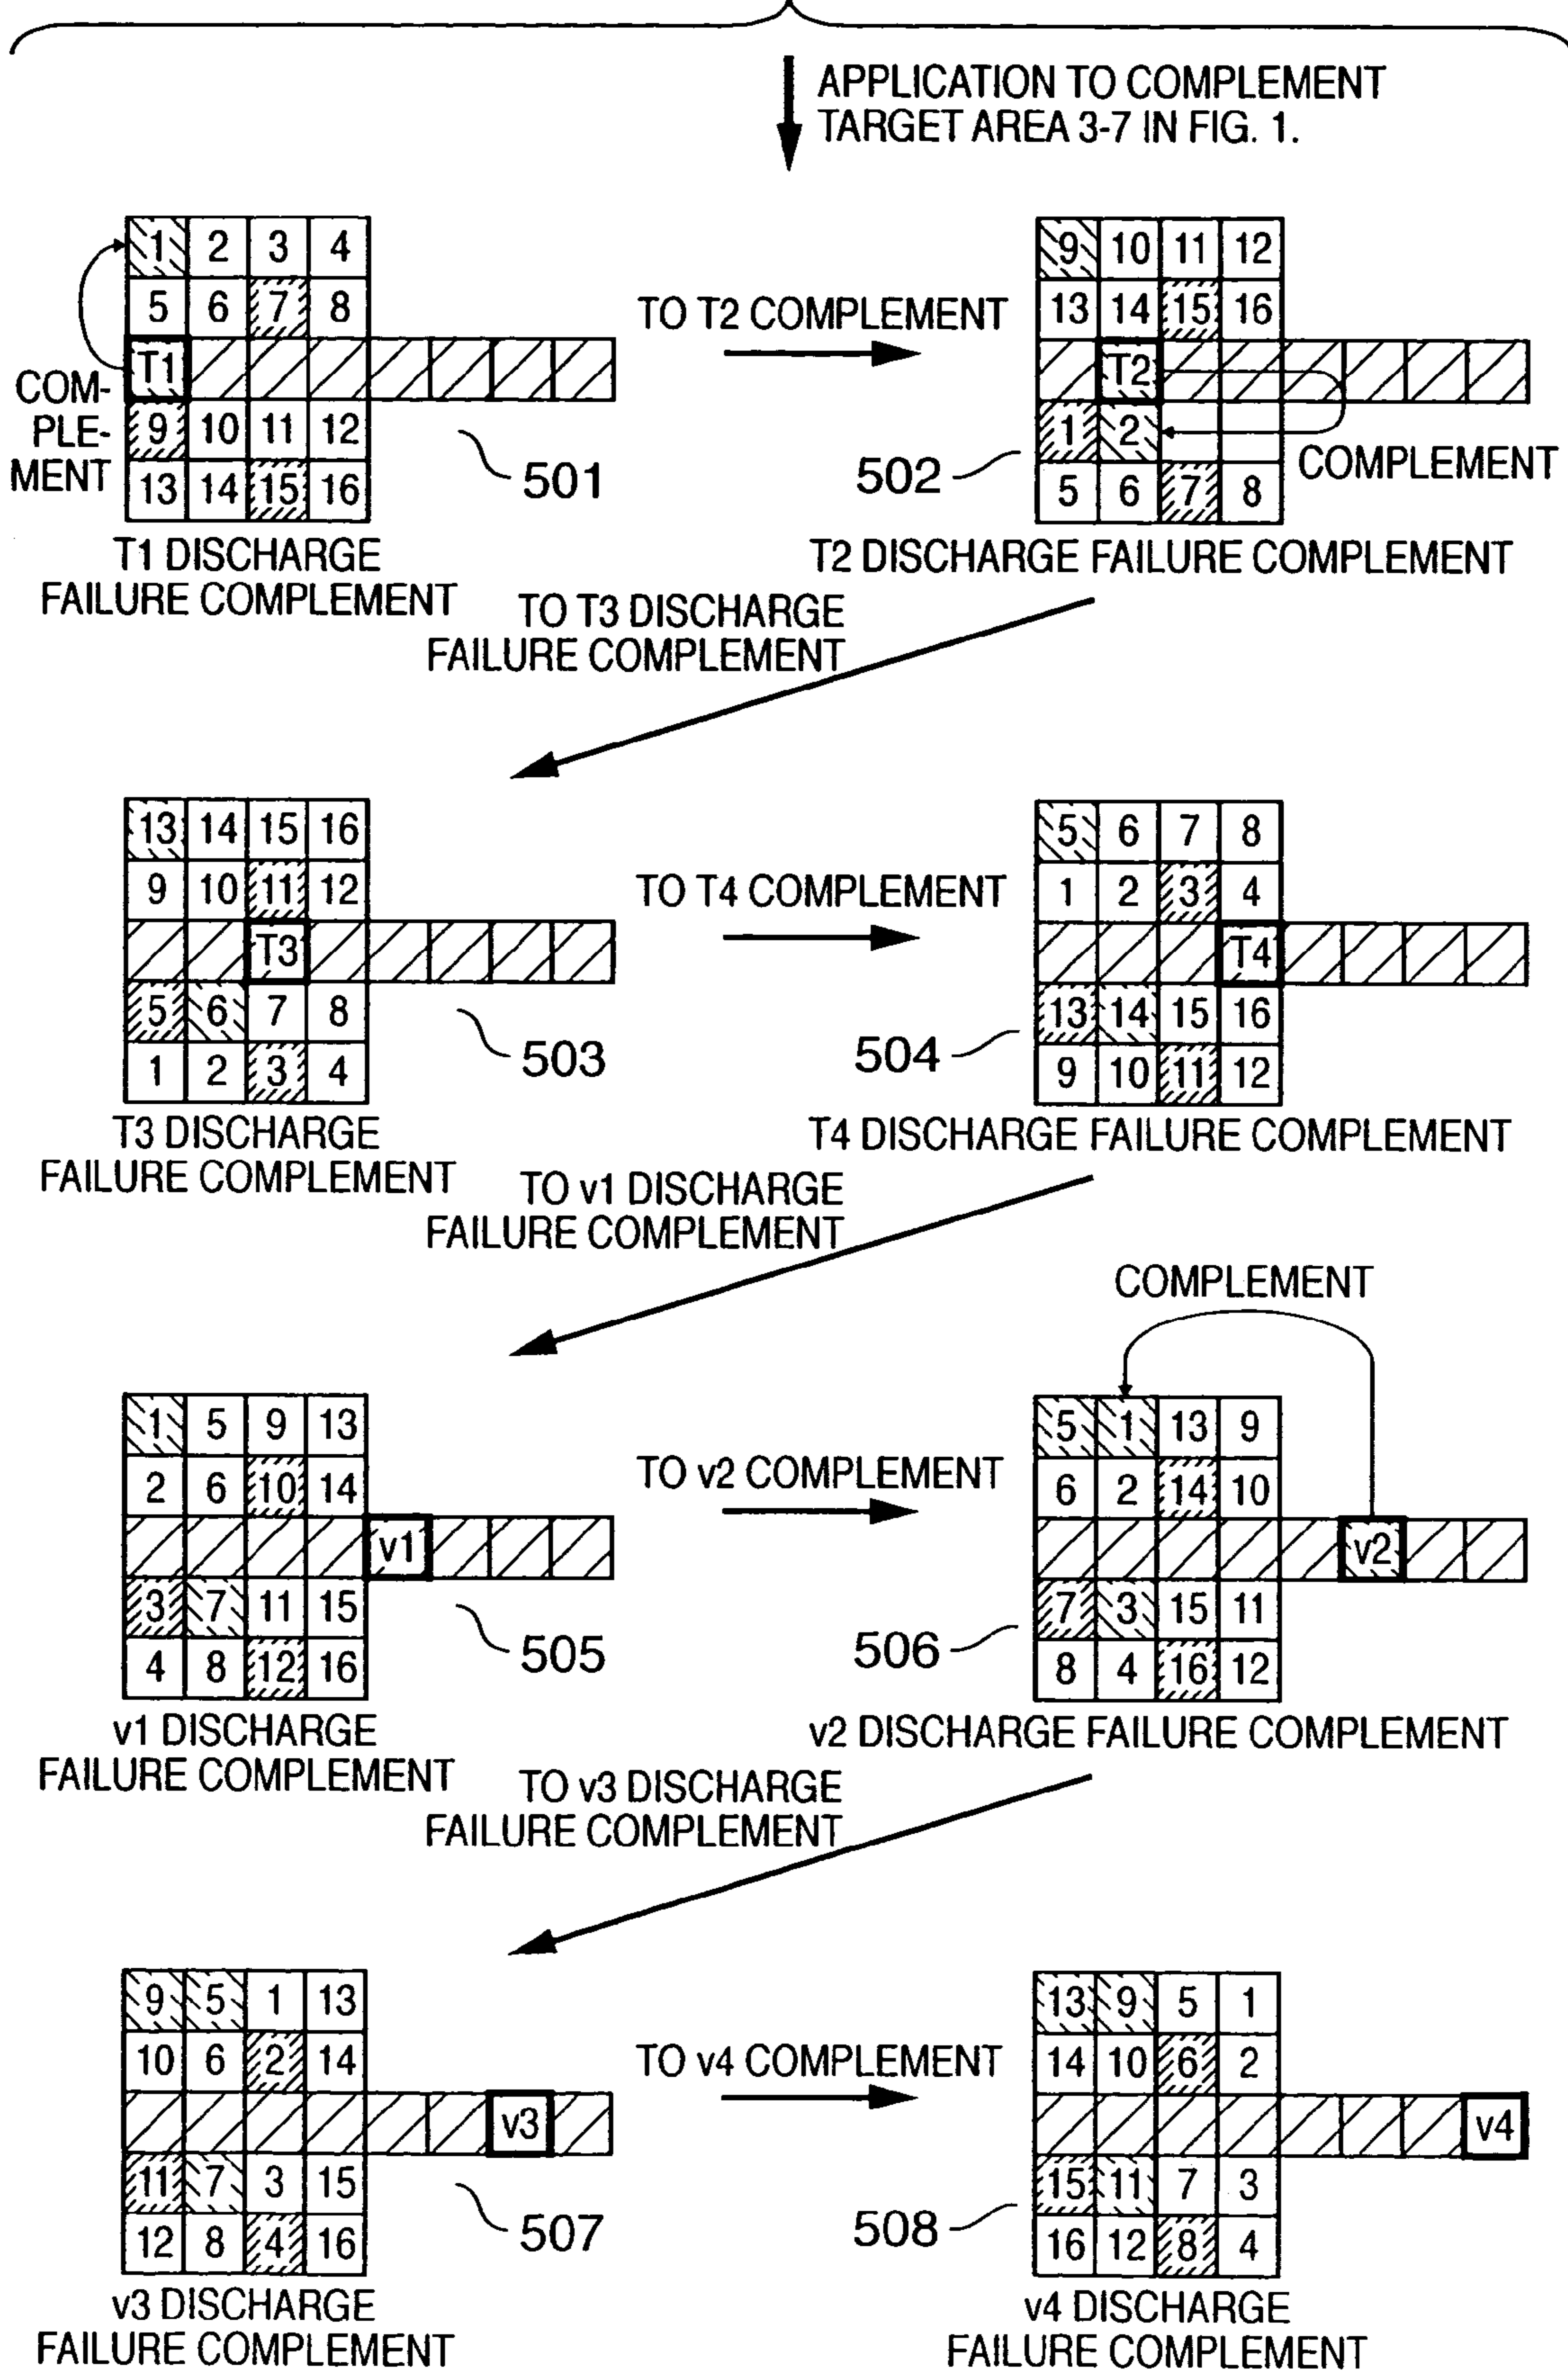 APPLICATION TO COMPLEMENT
TARGET AREA 3-7 IN FIG. 1.
1 2 3 4
5 6 7 8
T1
9 10 11 12
13 14 15 16
COM-
PLE-
MENT
501
T1 DISCHARGE
FAILURE COMPLEMENT
TO T2 COMPLEMENT
9 10 11 12
13 14 15 16
T2
1 2
5 6 7 8
COMPLEMENT
502
T2 DISCHARGE FAILURE COMPLEMENT
TO T3 DISCHARGE
FAILURE COMPLEMENT
13 14 15 16
9 10 11 12
T3
5 6 7 8
1 2 3 4
503
T3 DISCHARGE
FAILURE COMPLEMENT
TO T4 COMPLEMENT
5 6 7 8
1 2 3 4
T4
13 14 15 16
9 10 11 12
504
T4 DISCHARGE FAILURE COMPLEMENT
TO v1 DISCHARGE
FAILURE COMPLEMENT
1 5 9 13
2 6 10 14
v1
3 7 11 15
4 8 12 16
505
v1 DISCHARGE
FAILURE COMPLEMENT
TO v2 COMPLEMENT
COMPLEMENT
5 1 13 9
6 2 14 10
v2
7 3 15 11
8 4 16 12
506
v2 DISCHARGE FAILURE COMPLEMENT
TO v3 DISCHARGE
FAILURE COMPLEMENT
9 5 1 13
10 6 2 14
v3
11 7 3 15
12 8 4 16
507
v3 DISCHARGE
FAILURE COMPLEMENT
TO v4 COMPLEMENT
13 9 5 1
14 10 6 2
v4
15 11 7 3
16 12 8 4
508
v4 DISCHARGE
FAILURE COMPLEMENT